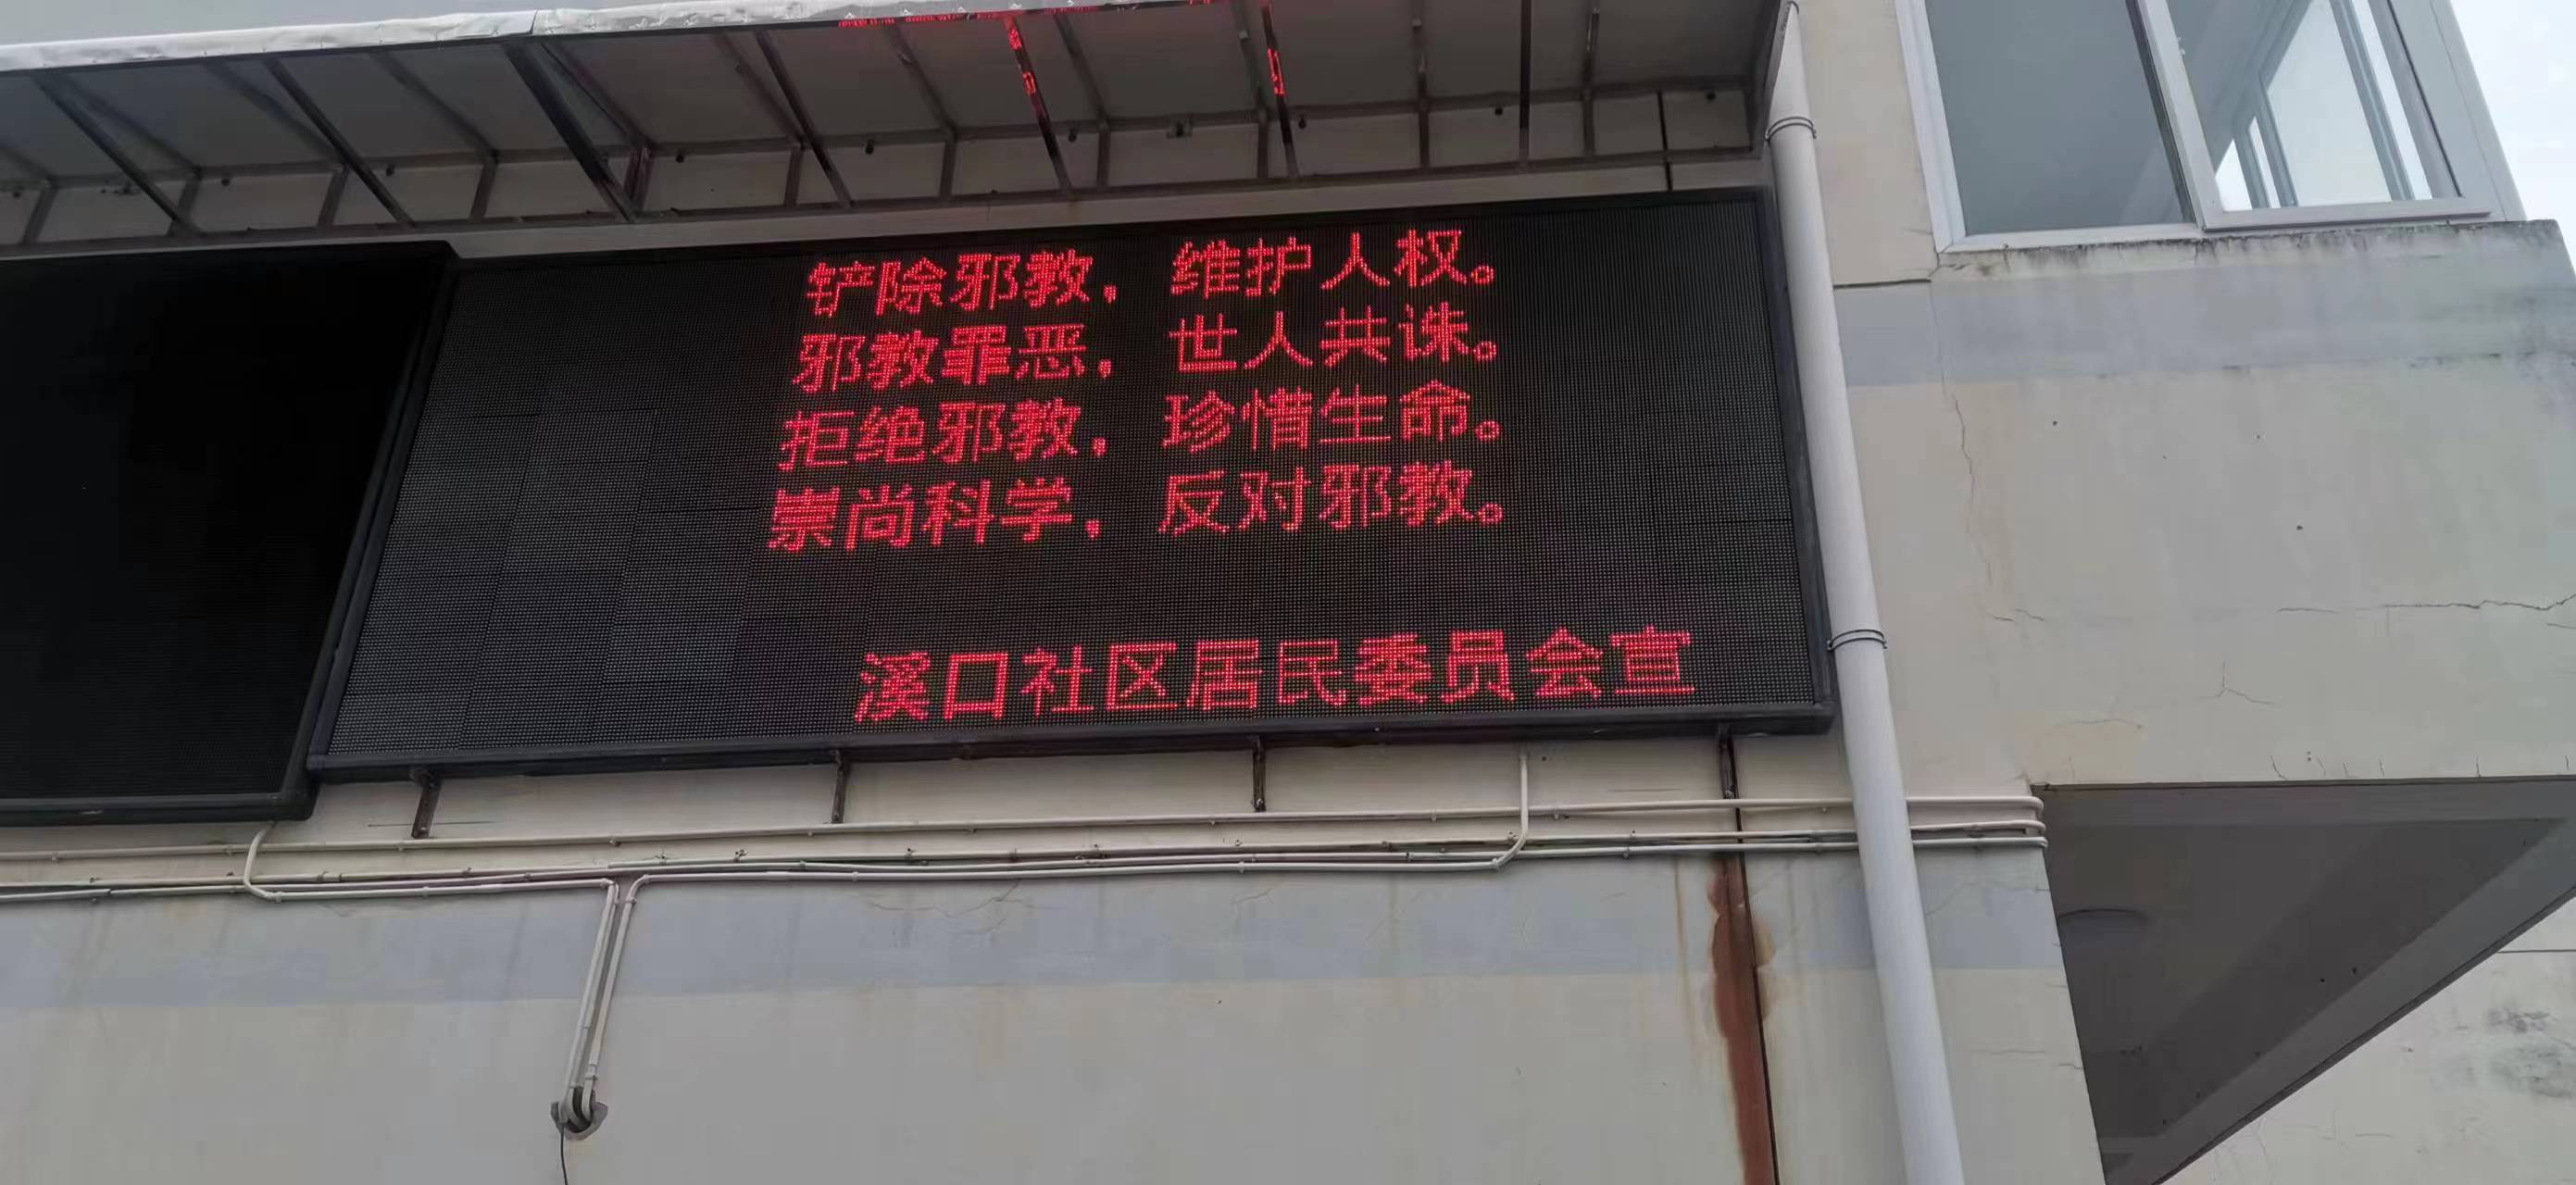 铲除邪教，维护人权。
邪教罪恶，世人共诛。
拒绝邪教，珍惜生命。
崇尚科学，反对邪教。
溪口社区居民委员会宣